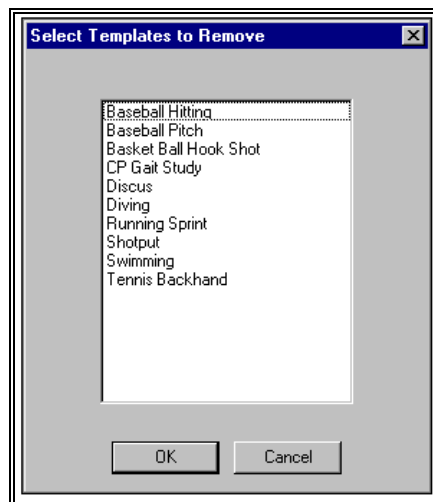 Select Templates to Remove
Baseball Hitting
Baseball Pitch
Basket Ball Hook Shot
CP Gait Study
Discus
Diving
Running Sprint
Shotput
Swimming
Tennis Backhand
OK
Cancel